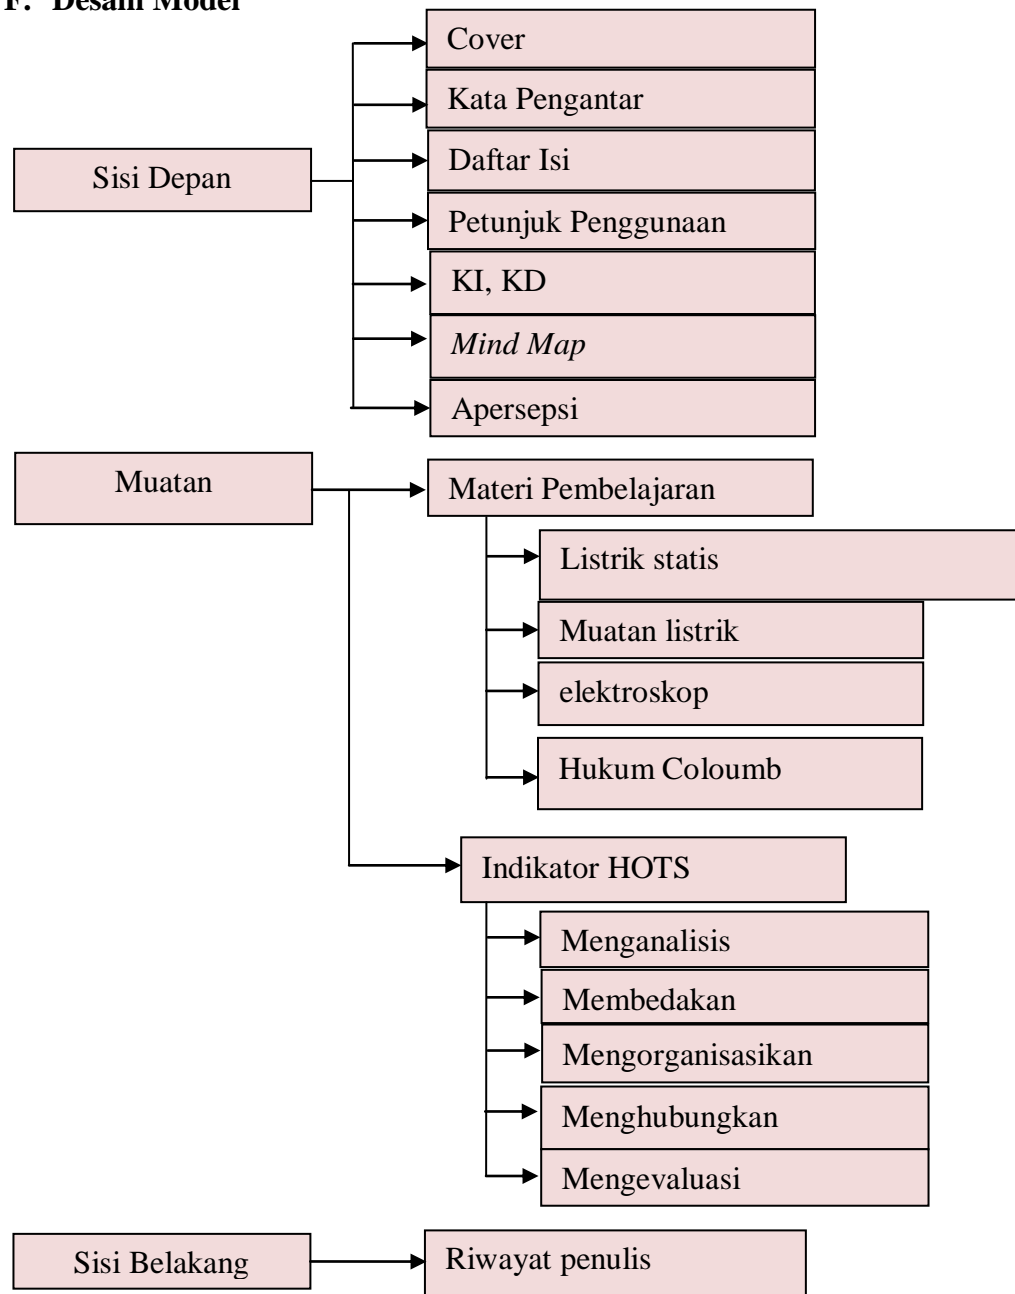 F. Desain Model
Cover
Kata Pengantar
Sisi Depan
Daftar Isi
Petunjuk Penggunaan
KI, KD
Mind Map
Apersepsi
Muatan
Materi Pembelajaran
Listrik statis
Muatan listrik
elektroskop
Hukum Coloumb
Indikator HOTS
Menganalisis
Membedakan
Mengorganisasikan
Menghubungkan
Mengevaluasi
Sisi Belakang
Riwayat penulis